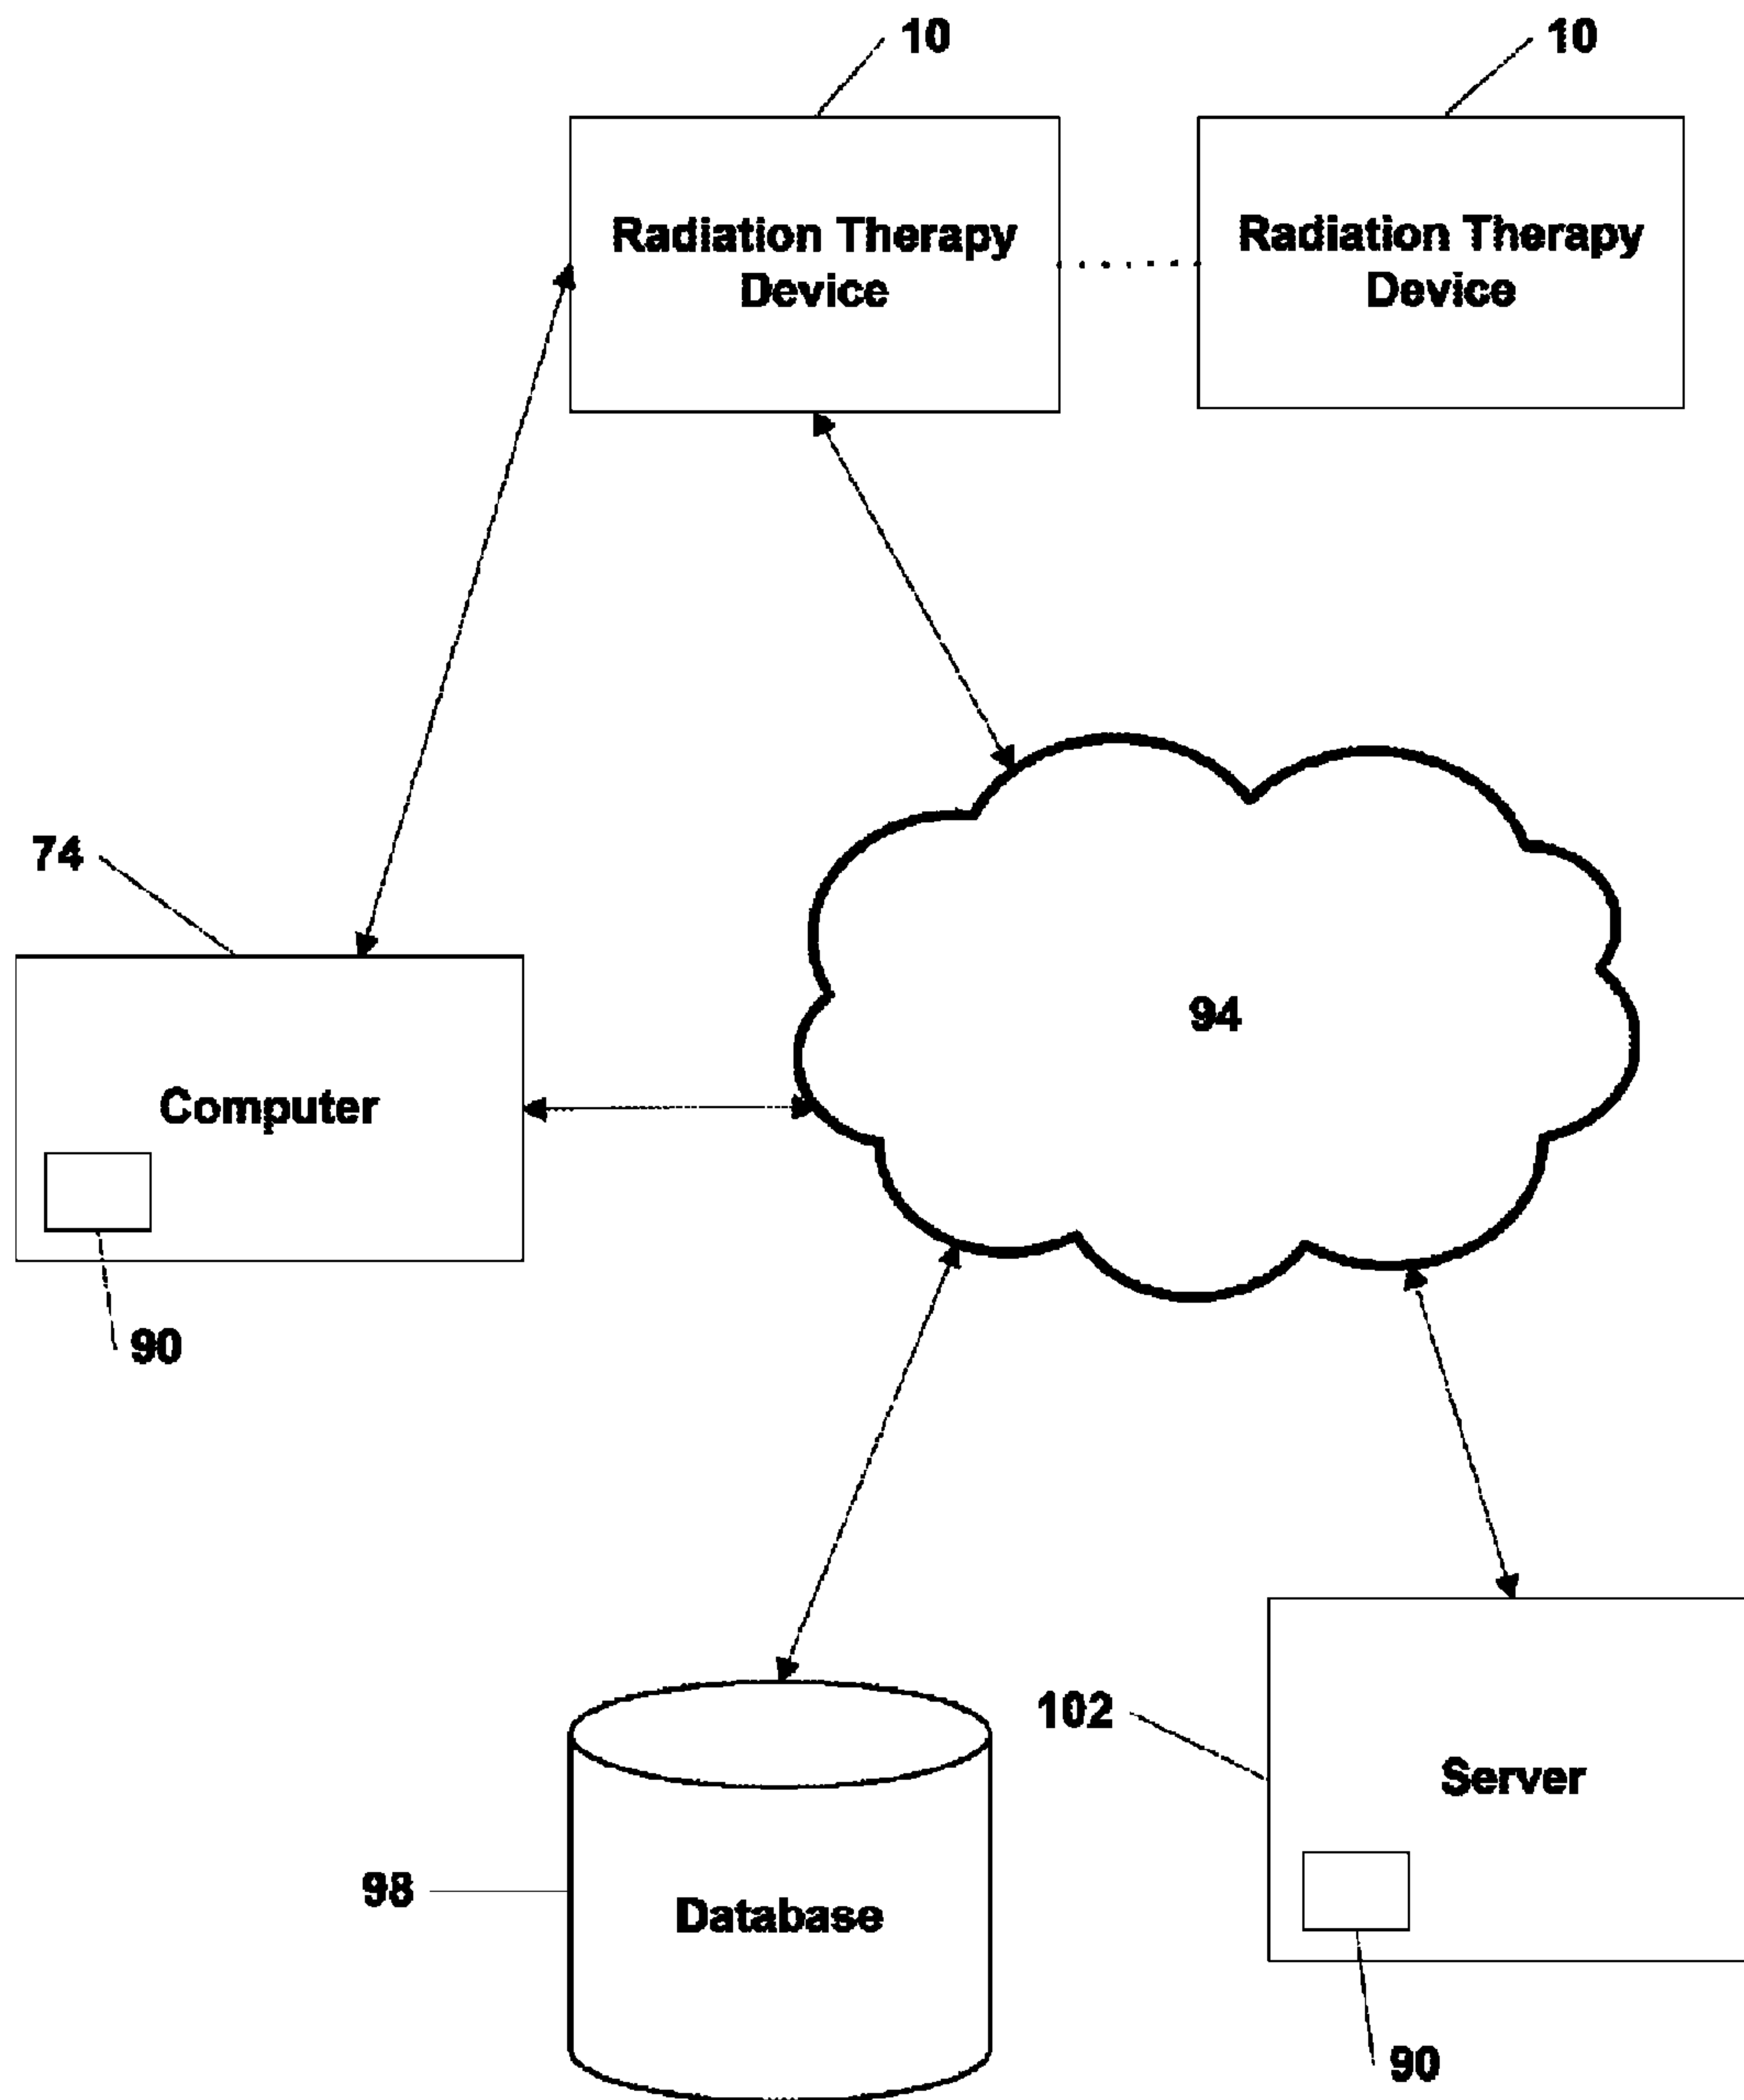 10
10
Radiation Therapy
Device
Radiation Therapy
Device
74
94
Computer
90
102
Server
98
Database
90